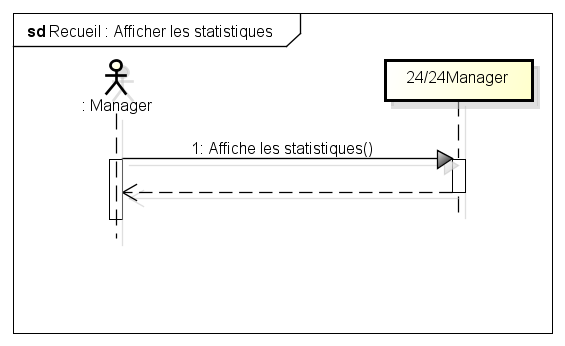 sd Recueil : Afficher les statistiques
24/24Manager
: Manager
1: Affiche les statistiques()